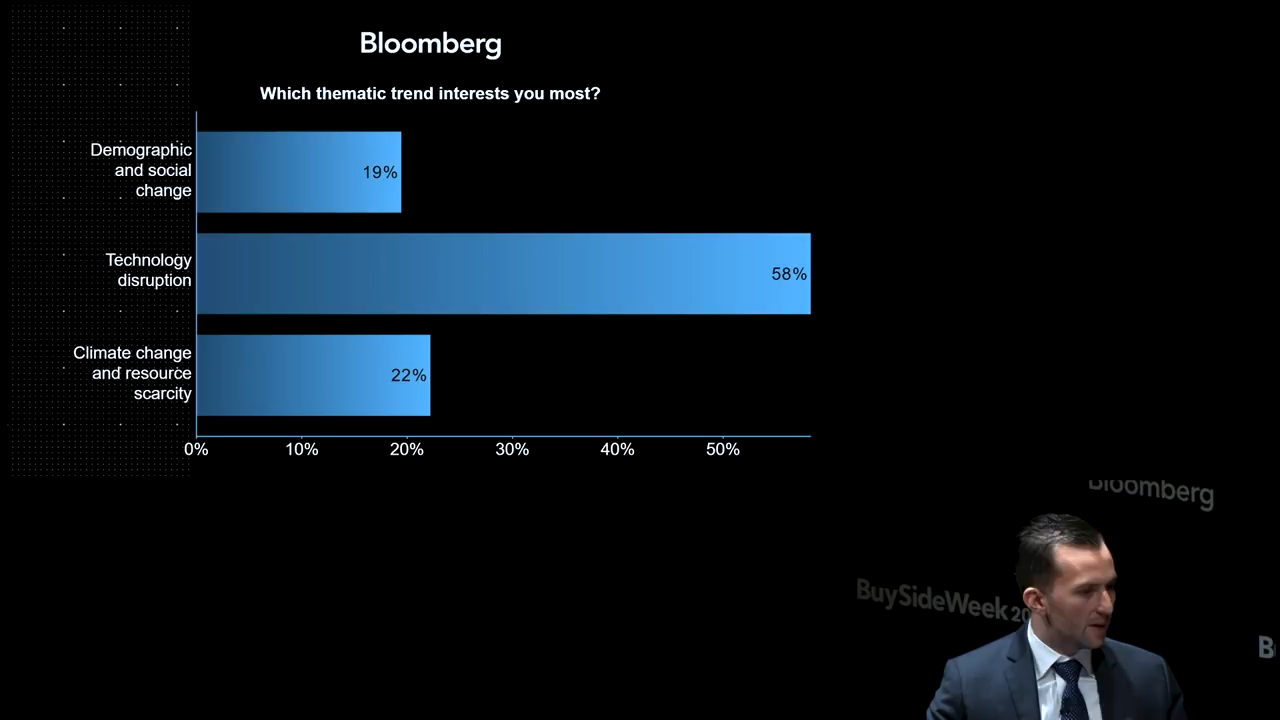 Bloomberg
Which thematic trend interests you most?
Demographic
and social
change
19%
Technology
disruption
58%
Climate change
and resource
scarcity
22%
0% 10% 20% 30% 40% 50%
Bloomberg
BuySideWeek 20
B